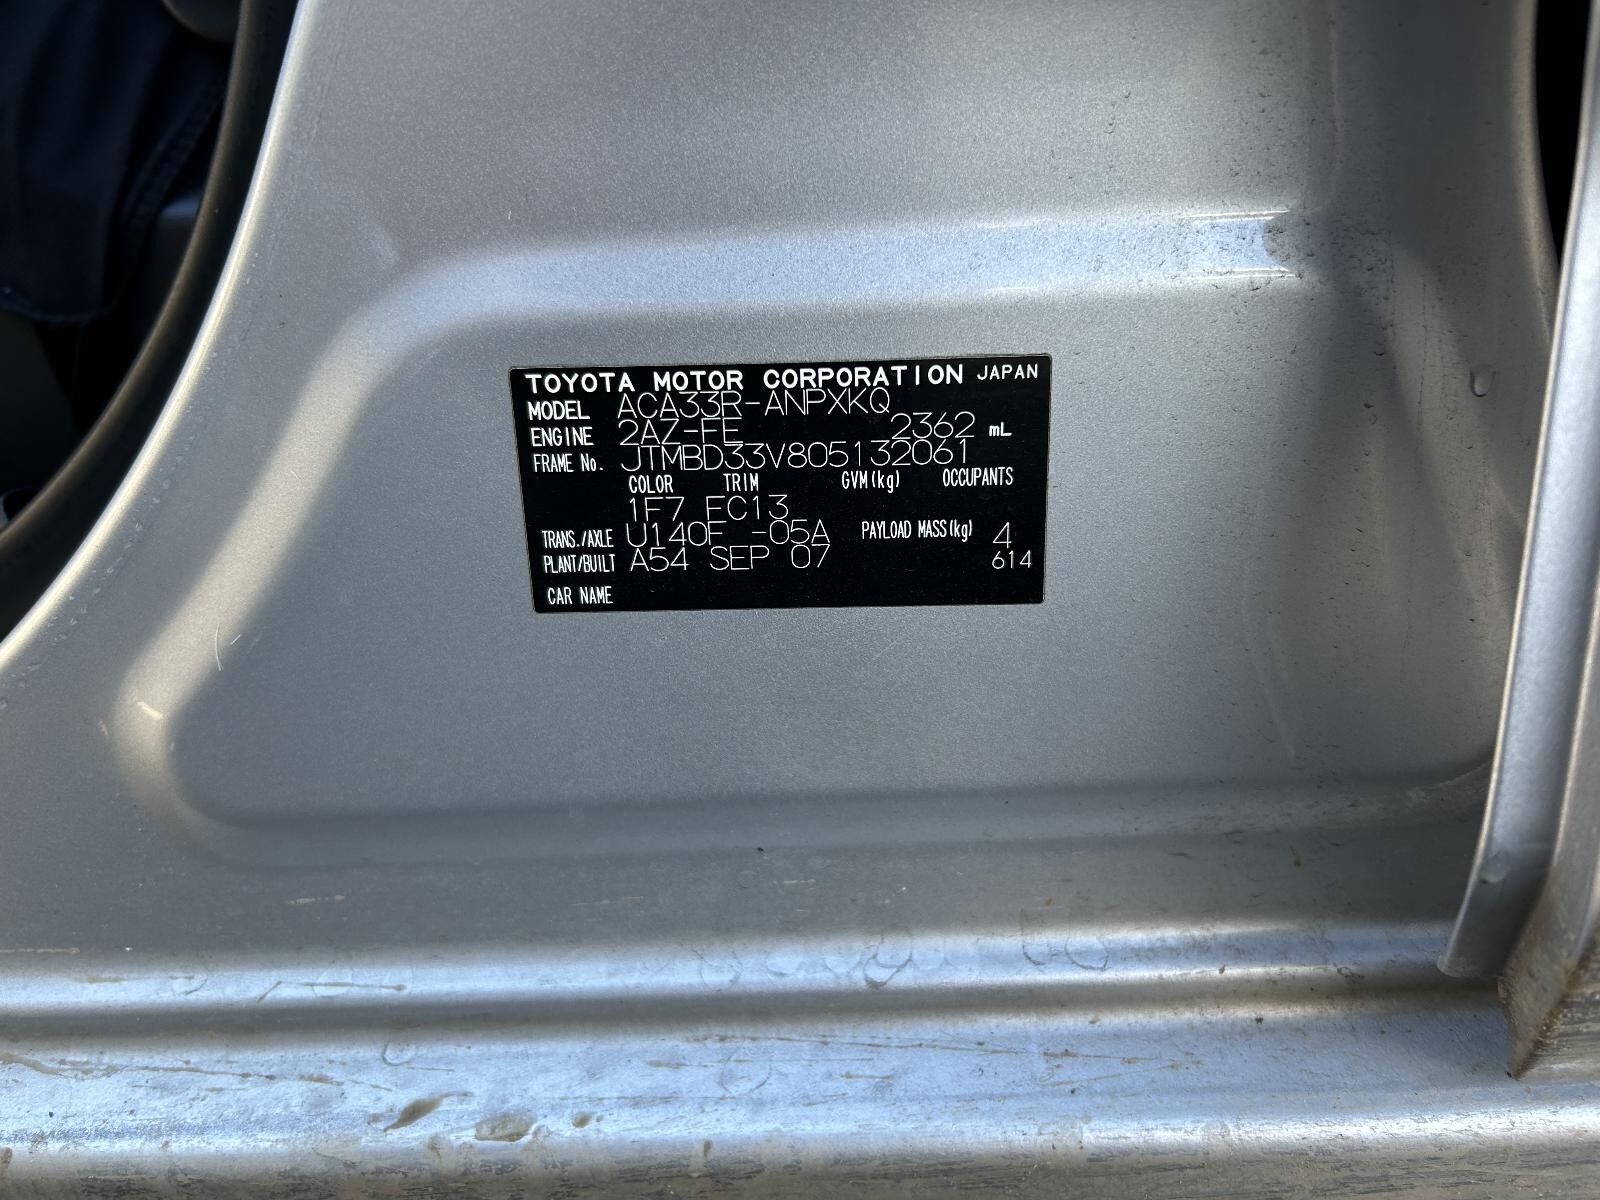 TOYOTA MOTOR CORPORATION JAPAN
MODEL ACA33R-ANPXKQ
ENGINE 2AZ-FE 2362 mL
FRAME No. JTMBD33V805132061
COLOR TRIM GVM(kg) OCCUPANTS
1F7 FC13
TRANS./AXLE U140F -05A PAYLOAD MASS(kg) 4
PLANT/BUILT A54 SEP 07 614
CAR NAME